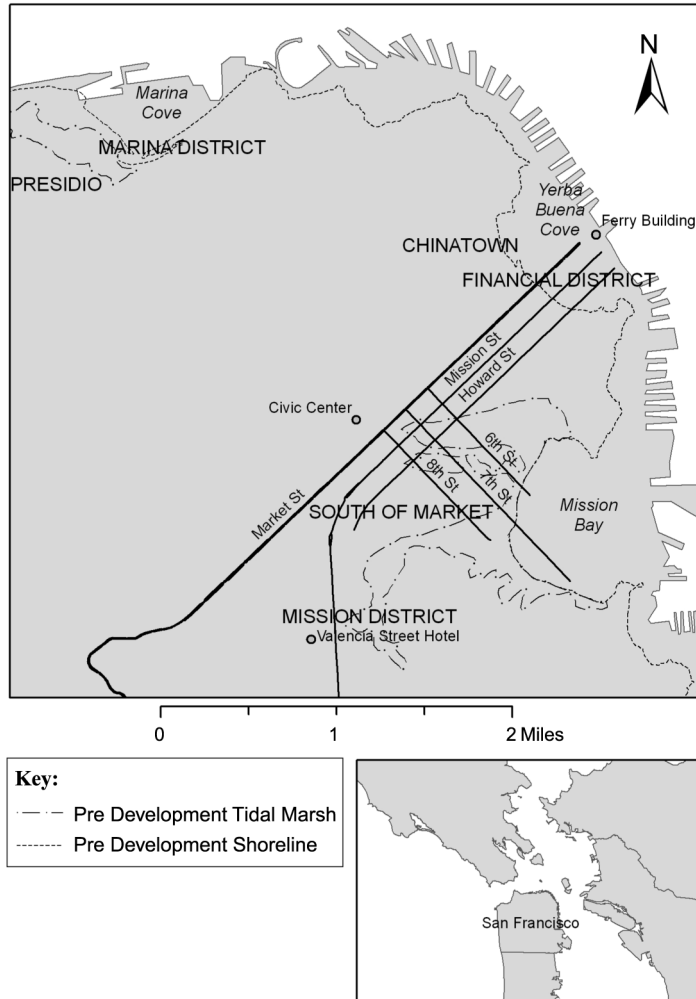 N
Marina
Cove
MARINA DISTRICT
PRESIDIO
Yerba
Buena
Cove
Ferry Building
CHINATOWN
FINANCIAL DISTRICT
Mission St
Howard St
Civic Center
6th St
7th St
8th St
Market St
SOUTH OF MARKET
Mission
Bay
MISSION DISTRICT
Valencia Street Hotel
0 1 2 Miles
Key:
Pre Development Tidal Marsh
Pre Development Shoreline
San Francisco